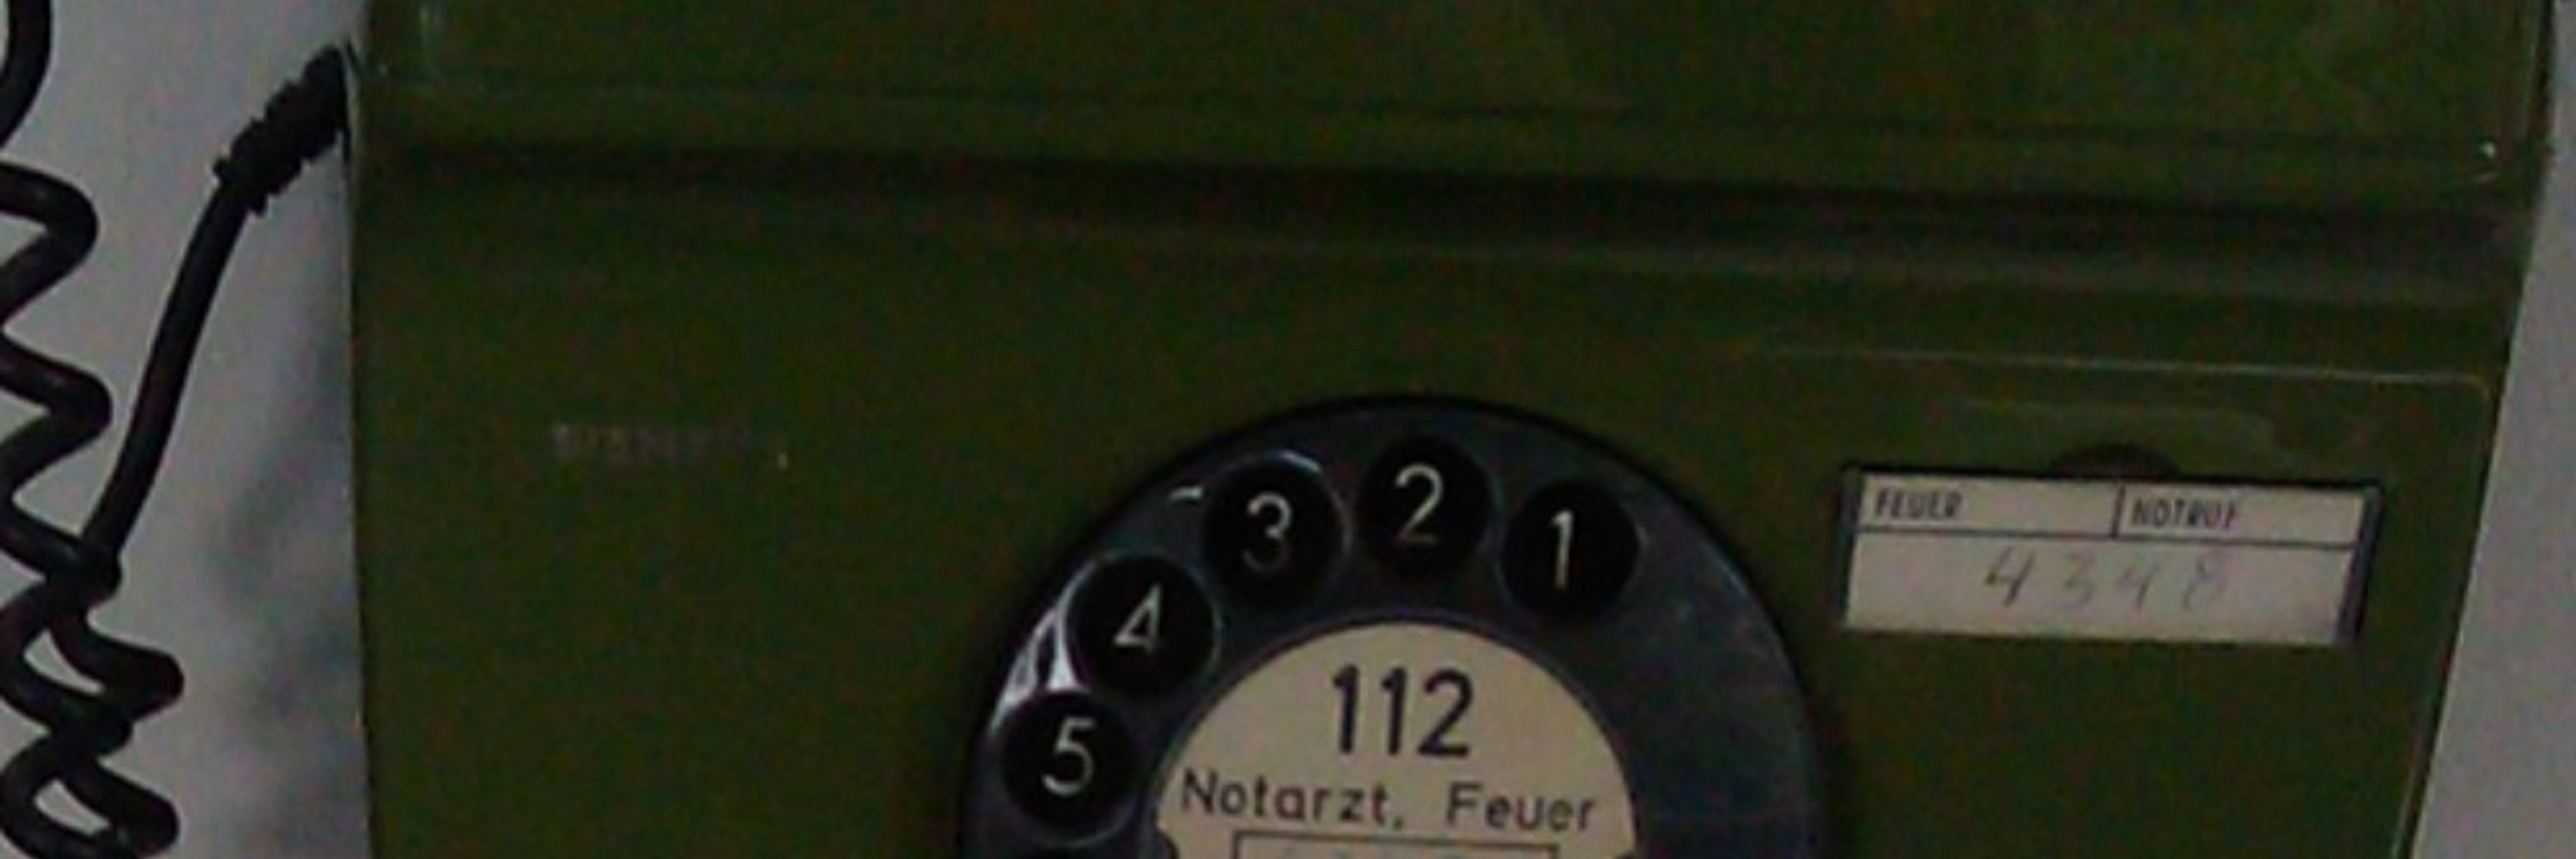 3 2 1
4
5
112
Notarzt, Feuer
FEUER NOTRUF
4348